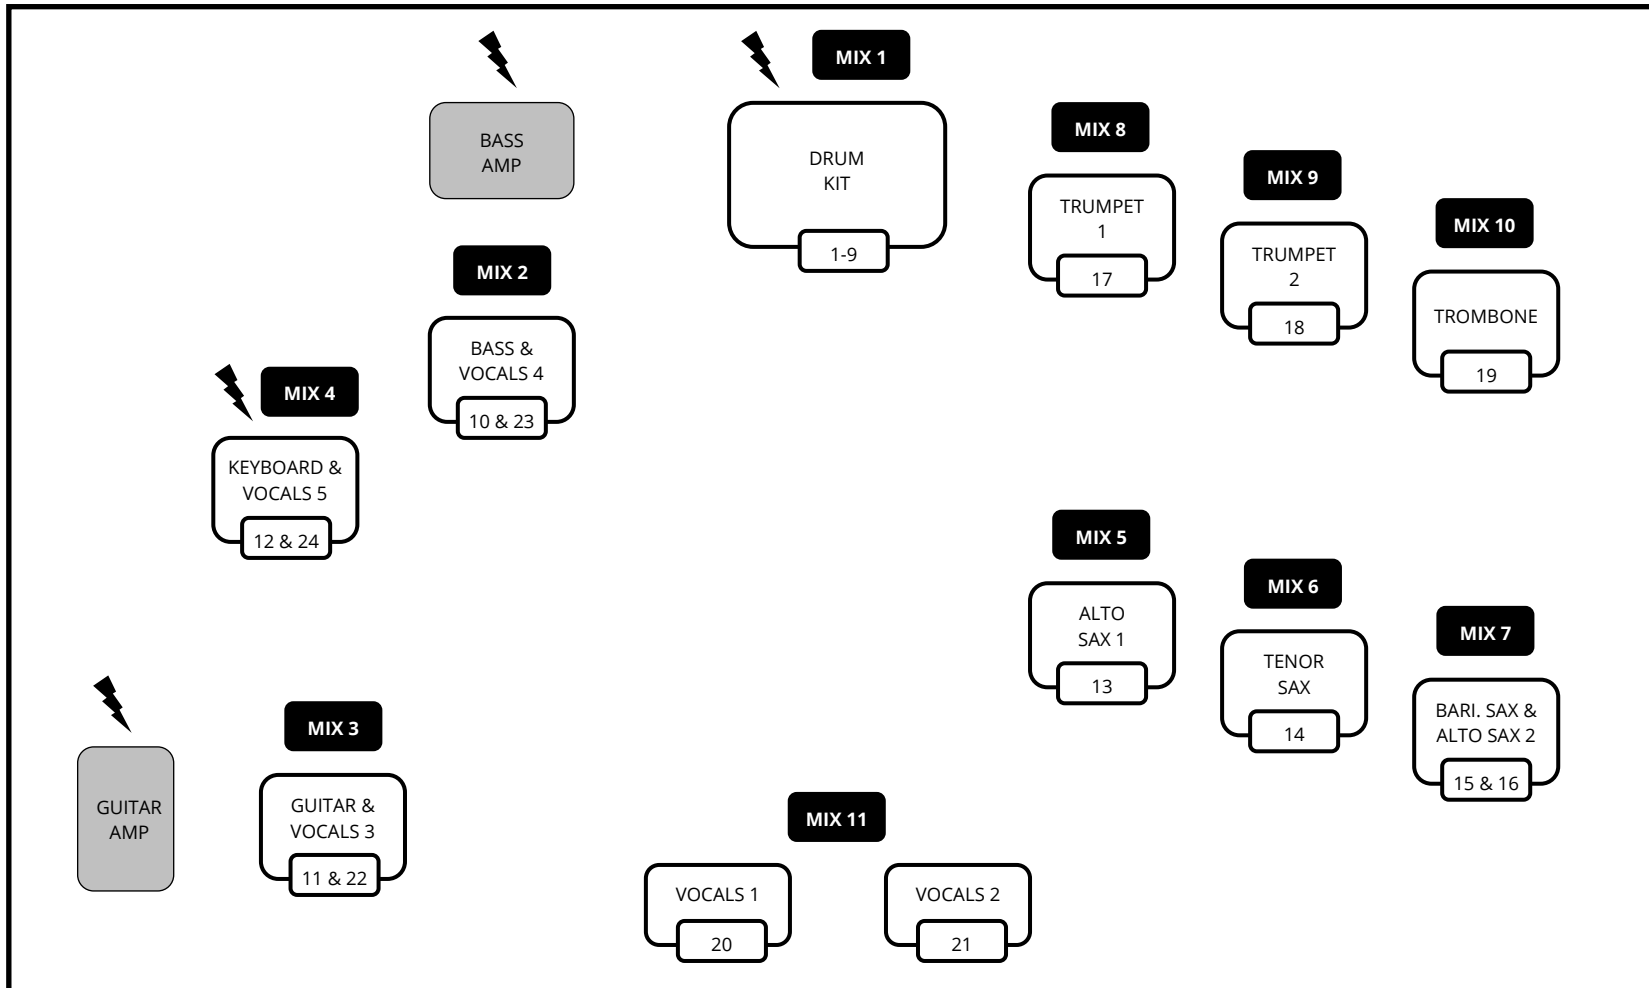 MIX 1
BASS
AMP
DRUM
KIT
1-9
MIX 8
TRUMPET
1
17
MIX 9
TRUMPET
2
18
MIX 10
TROMBONE
19
MIX 2
BASS &
VOCALS 4
10 & 23
MIX 4
KEYBOARD &
VOCALS 5
12 & 24
MIX 5
ALTO
SAX 1
13
MIX 6
TENOR
SAX
14
MIX 7
BARI. SAX &
ALTO SAX 2
15 & 16
GUITAR
AMP
MIX 3
GUITAR &
VOCALS 3
11 & 22
MIX 11
VOCALS 1
20
VOCALS 2
21